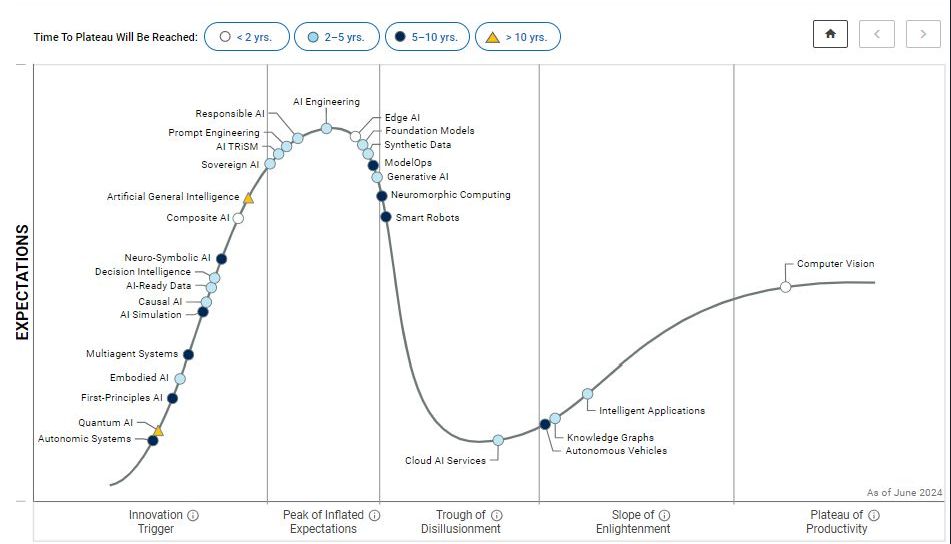 Time To Plateau Will Be Reached:
< 2 yrs.
2–5 yrs.
5–10 yrs.
> 10 yrs.
EXPECTATIONS
AI Engineering
Responsible AI
Prompt Engineering
AI TRiSM
Sovereign AI
Artificial General Intelligence
Composite AI
Neuro-Symbolic AI
Decision Intelligence
AI-Ready Data
Causal AI
AI Simulation
Multiagent Systems
Embodied AI
First-Principles AI
Quantum AI
Autonomic Systems
Edge AI
Foundation Models
Synthetic Data
ModelOps
Generative AI
Neuromorphic Computing
Smart Robots
Cloud AI Services
Autonomous Vehicles
Knowledge Graphs
Intelligent Applications
Computer Vision
As of June 2024
Innovation
Trigger
Peak of Inflated
Expectations
Trough of
Disillusionment
Slope of
Enlightenment
Plateau of
Productivity